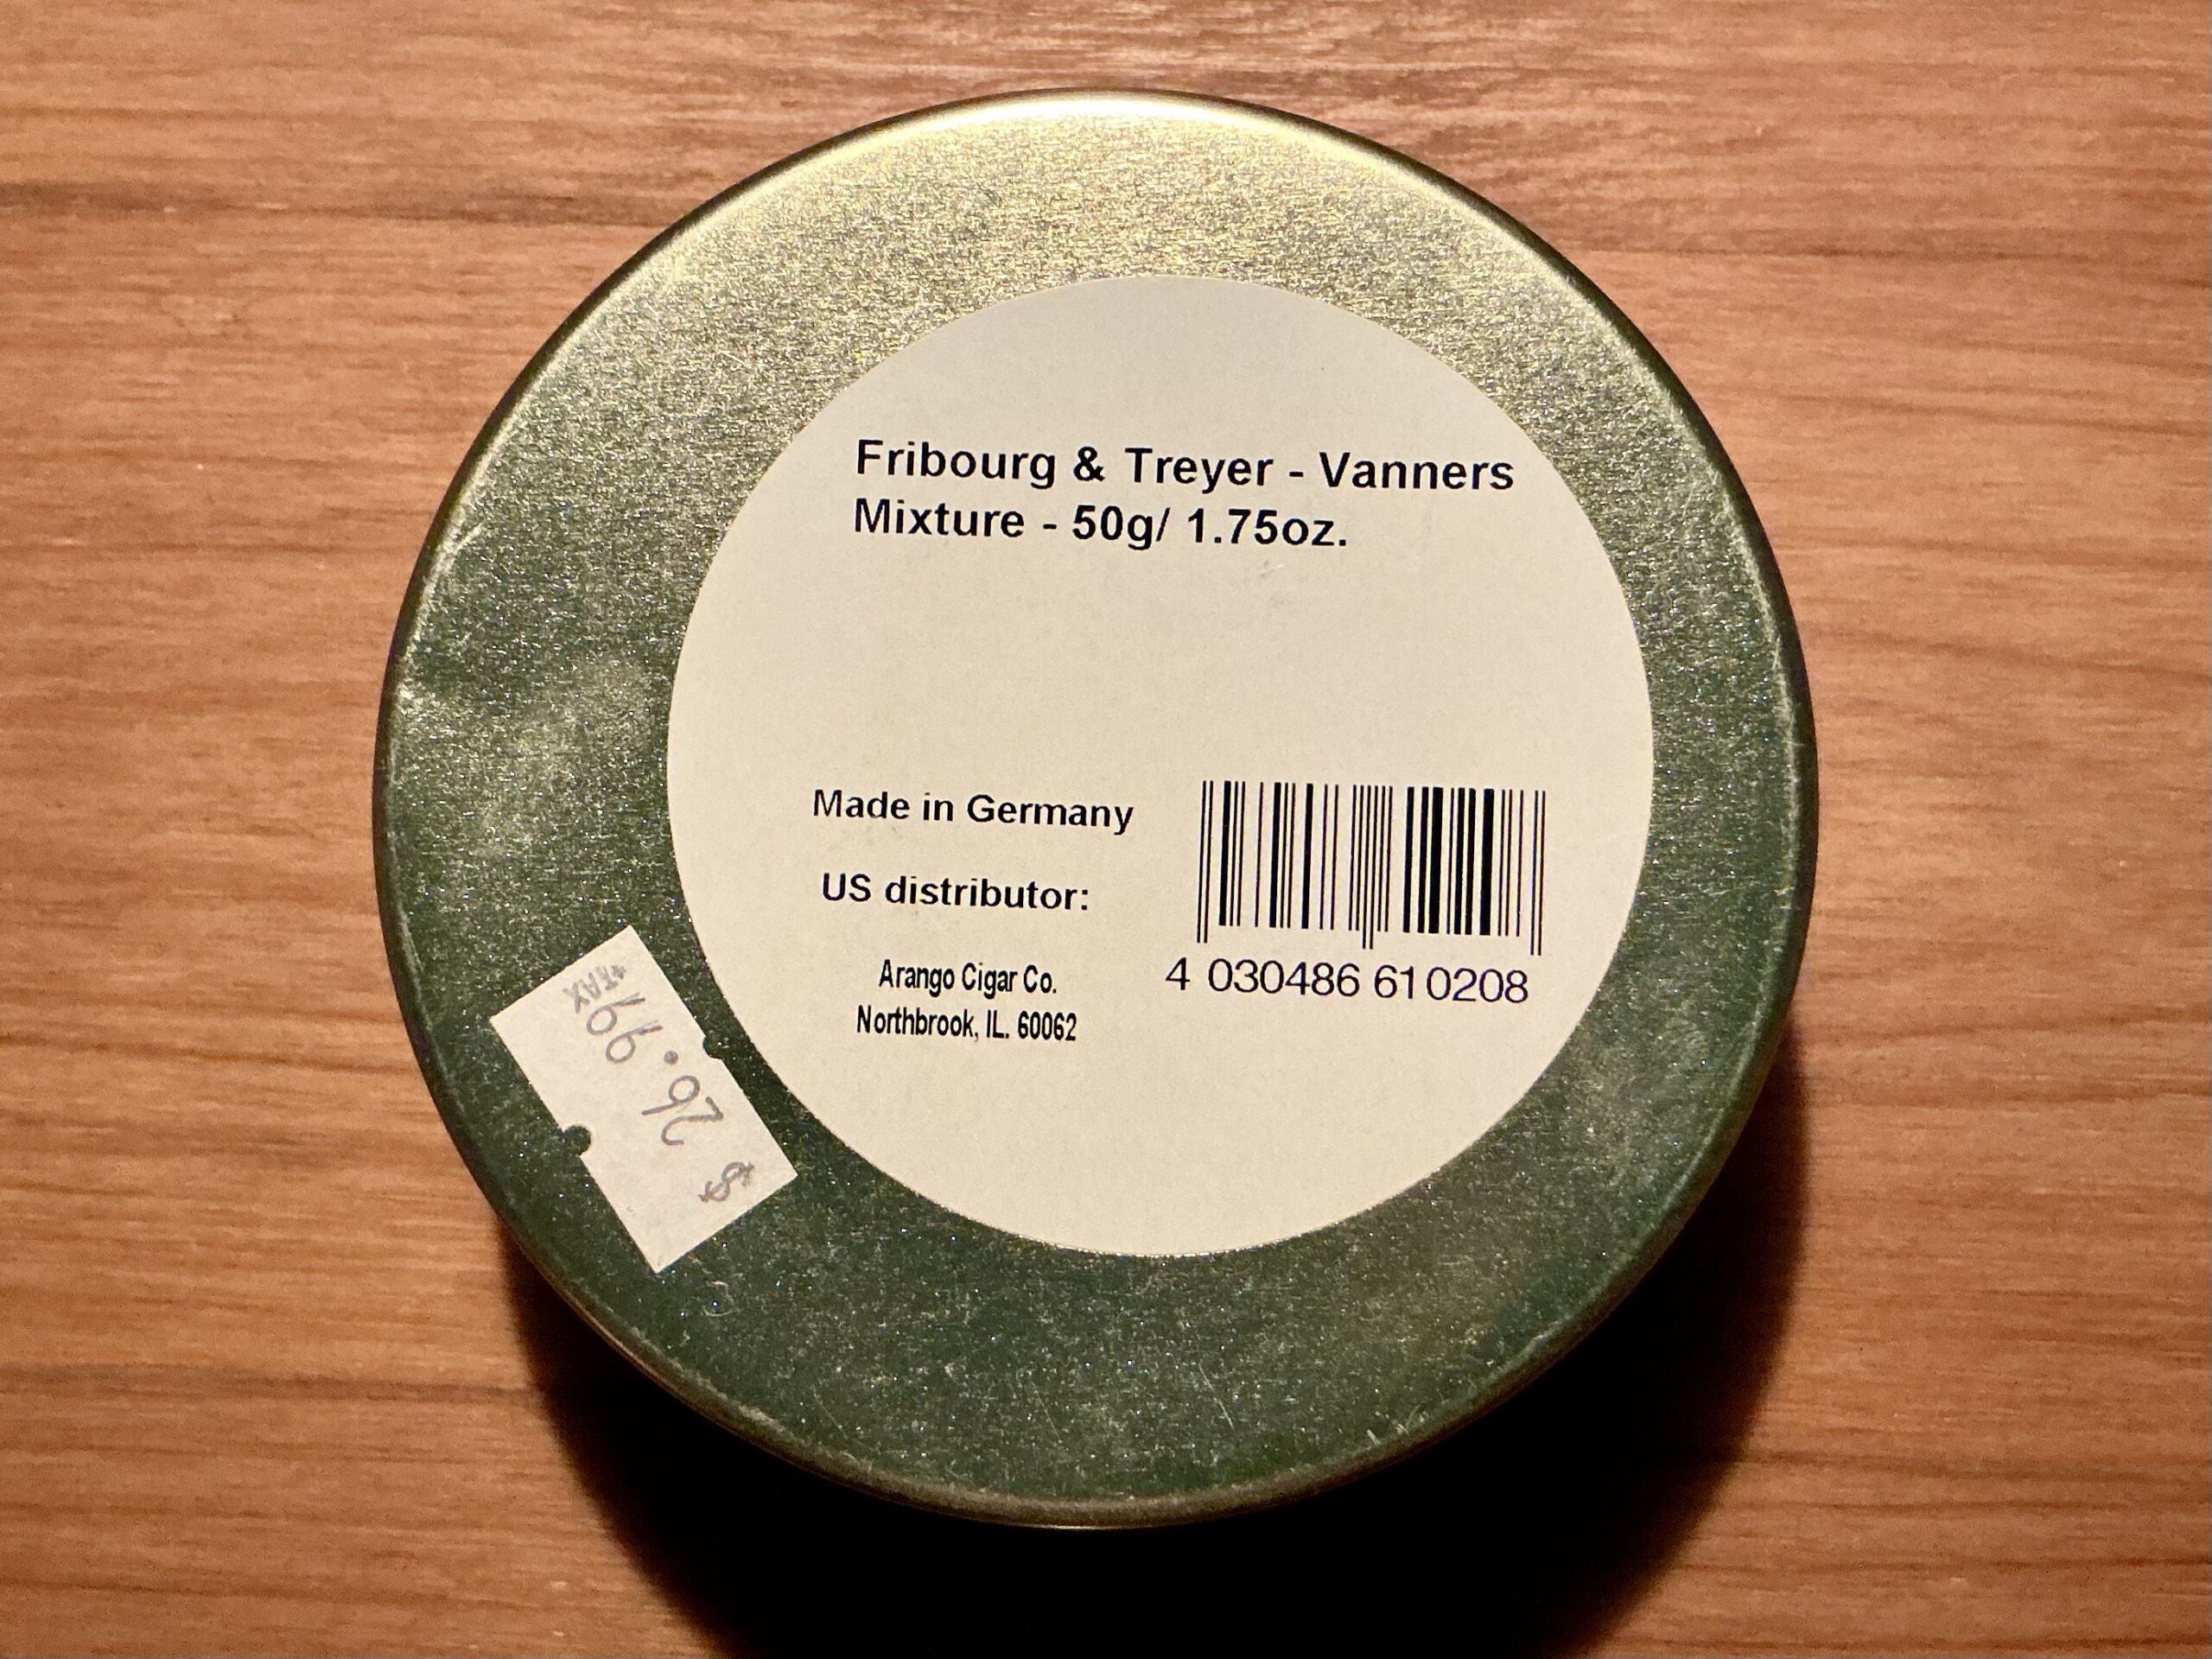 Fribourg & Treyer - Vanners
Mixture - 50g/ 1.75oz.
Made in Germany
US distributor:
Arango Cigar Co.
Northbrook, IL. 60062
4 030486 610208
$ 26.99
+TAX